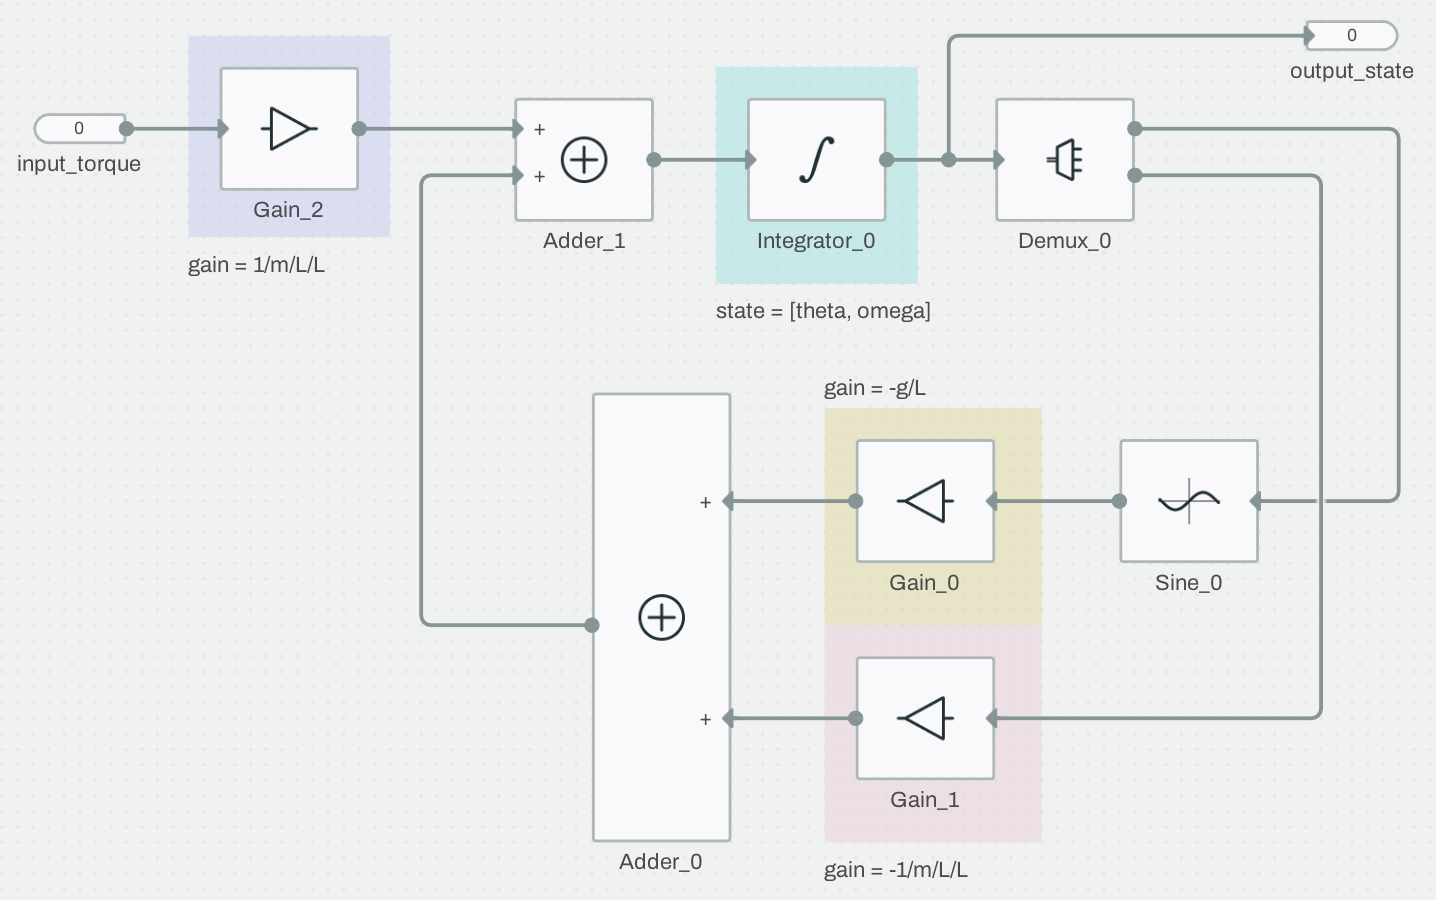 0
output_state
0
input_torque
Gain_2
gain = 1/m/L/L
+
+
Adder_1
Integrator_0
state = [theta, omega]
Demux_0
gain = -g/L
+
Gain_0
Sine_0
+
Gain_1
Adder_0
gain = -1/m/L/L